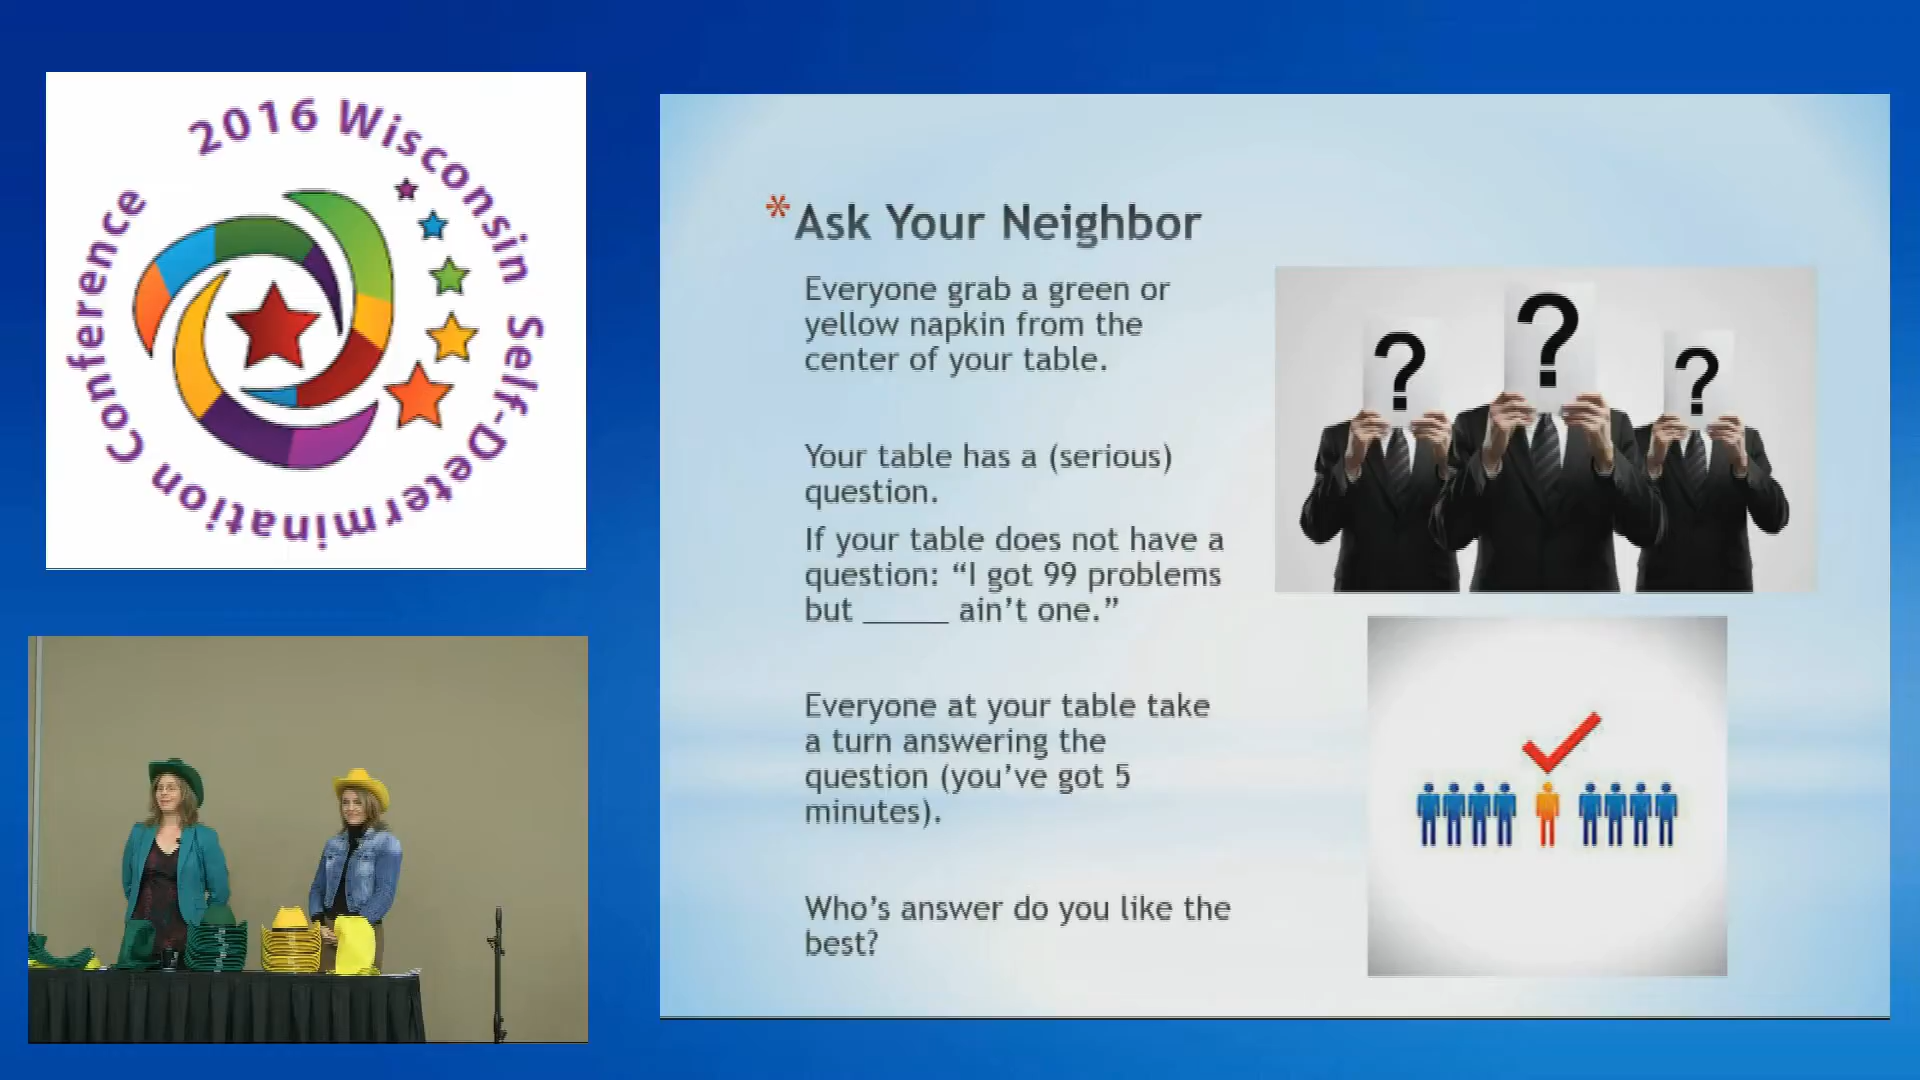 2016 Wisconsin Self-Determination Conference
*Ask Your Neighbor
Everyone grab a green or
yellow napkin from the
center of your table.
Your table has a (serious)
question.
If your table does not have a
question: “I got 99 problems
but _____ ain’t one.”
Everyone at your table take
a turn answering the
question (you’ve got 5
minutes).
Who’s answer do you like the
best?
? ? ?